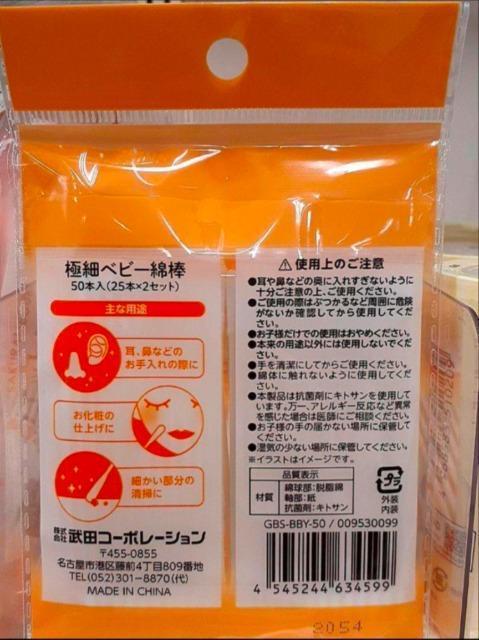 極細ベビー綿棒
50本入(25本×2セット)
主な用途
耳、鼻などの
お手入れの際に
お化粧の
仕上げに
細かい部分の
清掃に
株式会社 武田コーポレーション
〒455-0855
名古屋市港区藤前4丁目809番地
TEL(052)301-8870(代)
MADE IN CHINA
⚠使用上のご注意
●耳や鼻などの奥に入れすぎないように
十分ご注意の上、ご使用ください。
●ご使用の際はぶつかるなど周囲に危険
がないか確認してから使用してくだ
さい。
●お子様だけでの使用はおやめください。
●本来の用途以外には使用しないでくだ
さい。
●手を清潔にしてからご使用ください。
●綿体に触れないように使用してくだ
さい。
●本製品は抗菌剤にキトサンを使用して
います。万一、アレルギー反応など異常
を感じた場合は医師にご相談ください。
●お子様の手の届かない場所に保管して
ください。
●湿気の少ない場所に保管してください。
※イラストはイメージです。
品質表示
材質
綿球部:脱脂綿
軸部:紙
抗菌剤:キトサン
プラ
外装
内装
GBS-BBY-50 / 009530099
4 545244 634599
2054